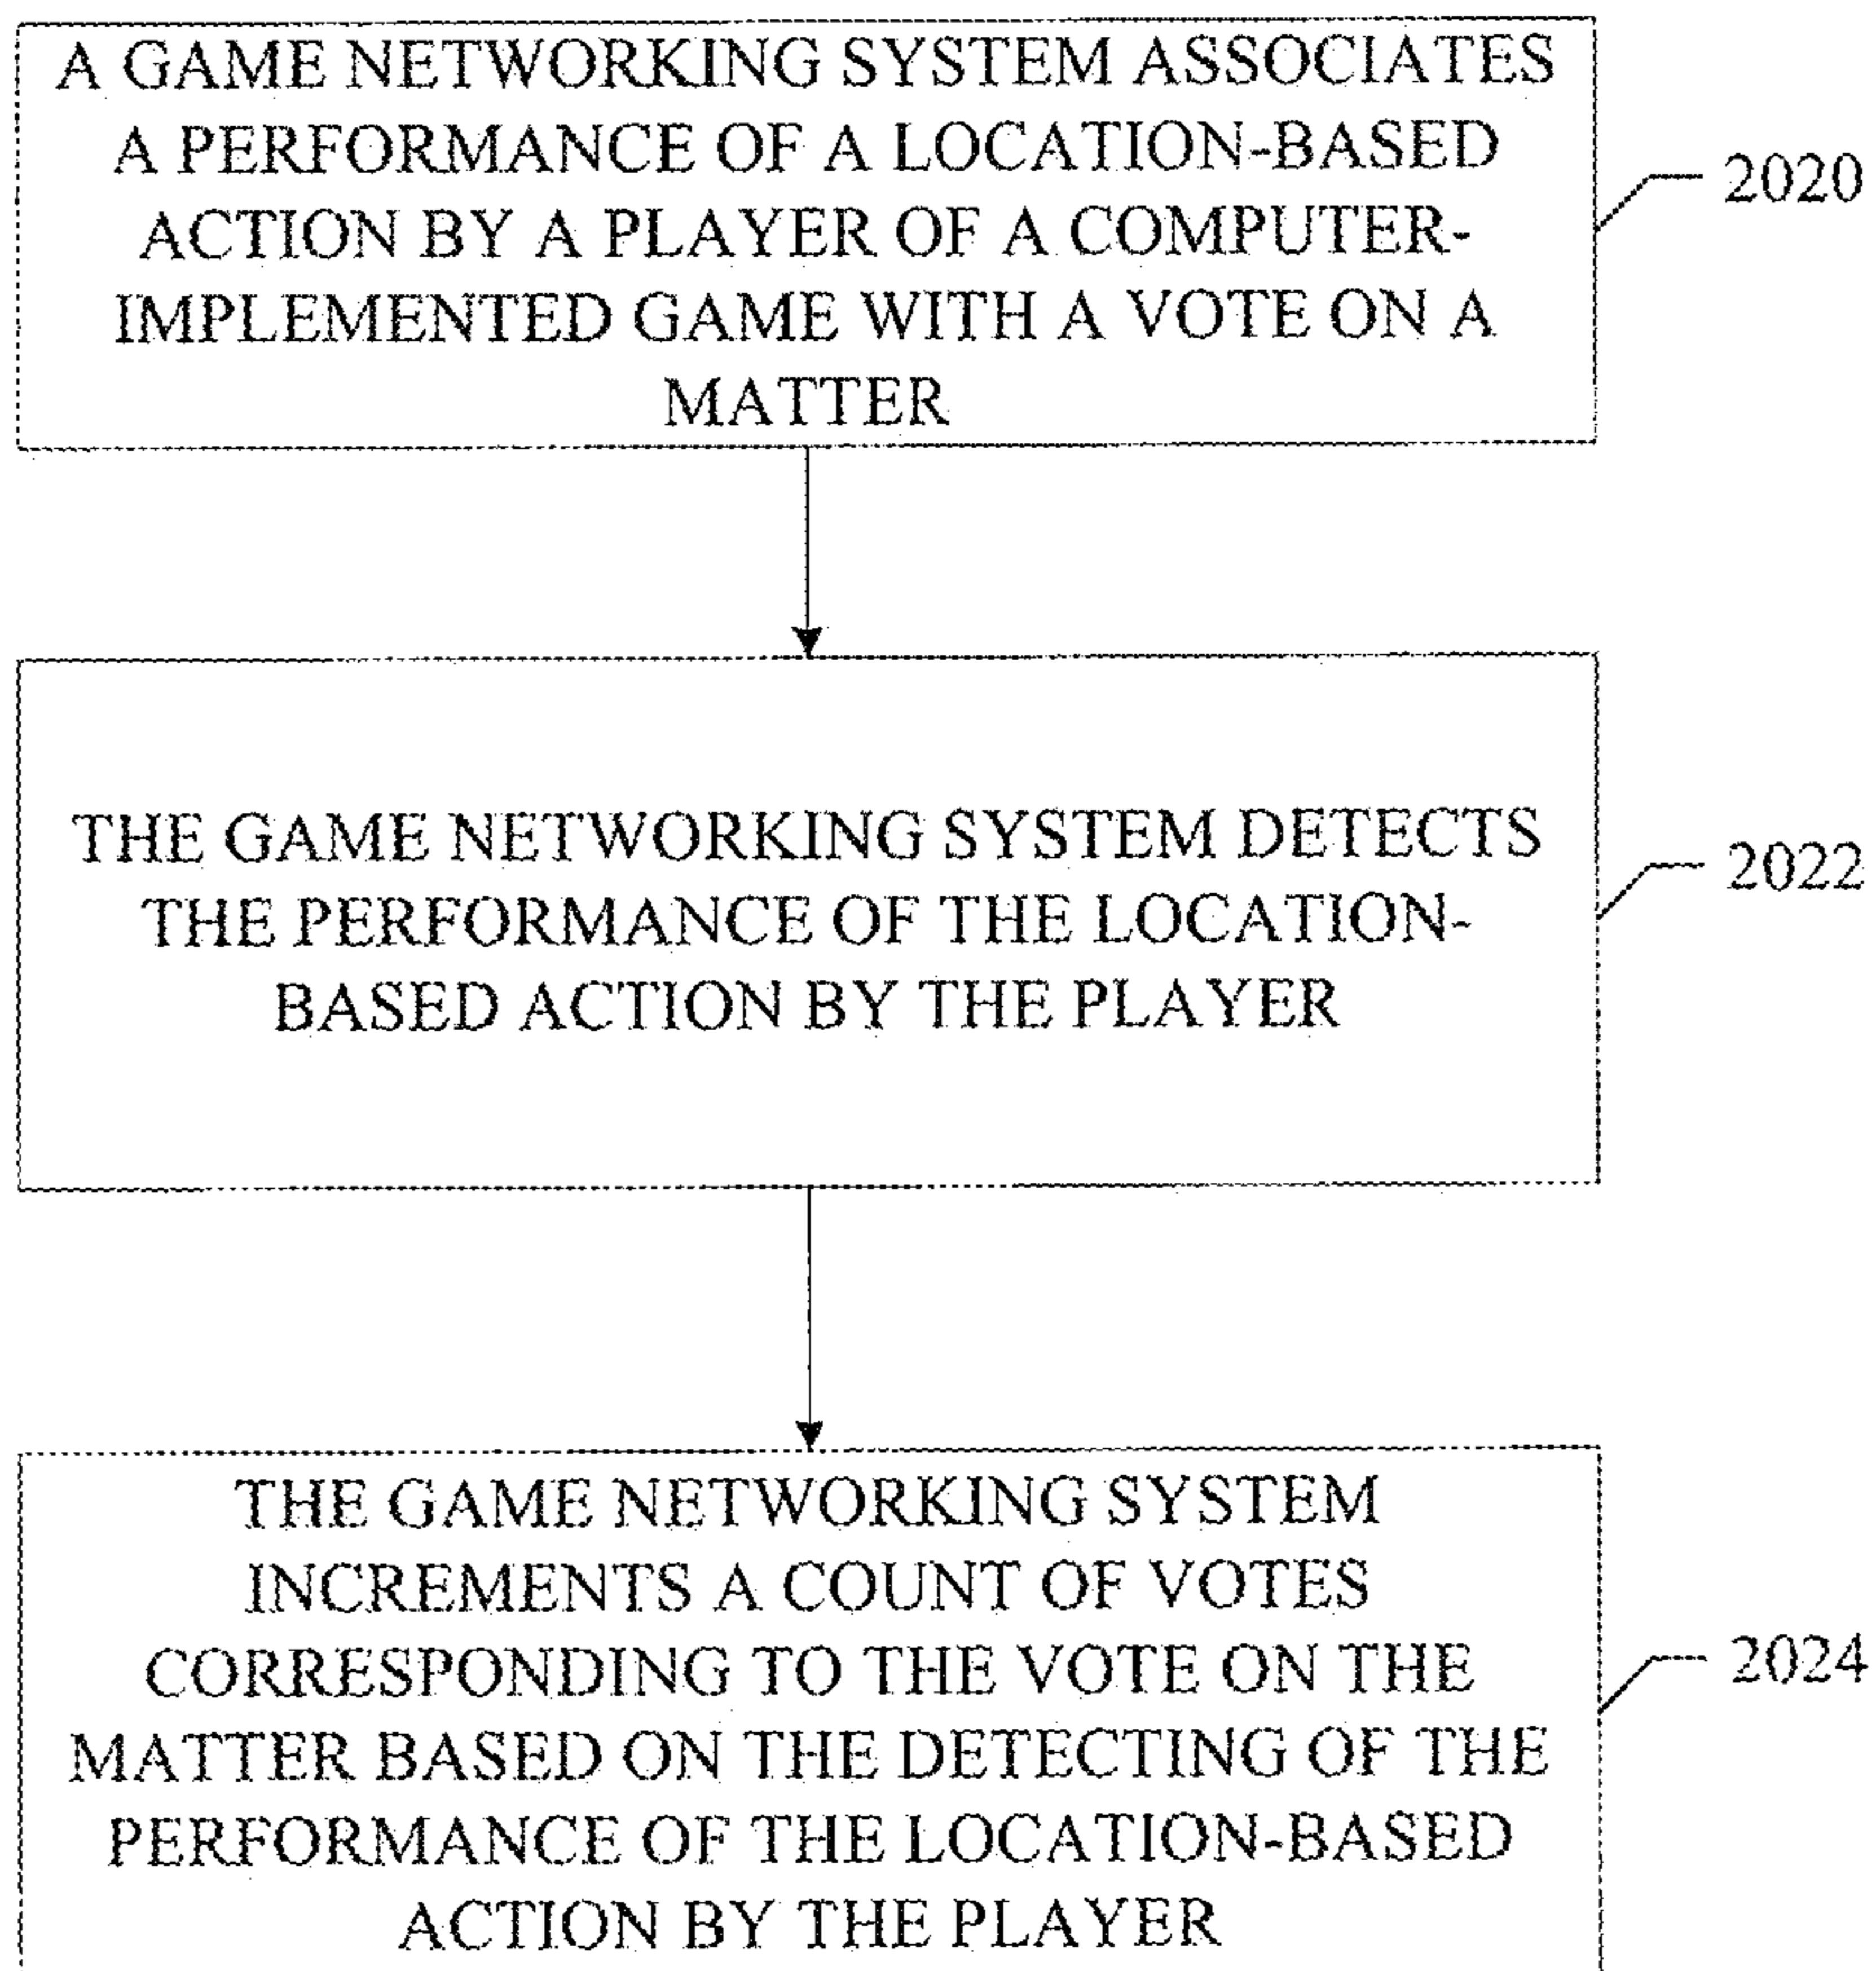 A GAME NETWORKING SYSTEM ASSOCIATES
A PERFORMANCE OF A LOCATION-BASED
ACTION BY A PLAYER OF A COMPUTER-
IMPLEMENTED GAME WITH A VOTE ON A
MATTER
2020
THE GAME NETWORKING SYSTEM DETECTS
THE PERFORMANCE OF THE LOCATION-
BASED ACTION BY THE PLAYER
2022
THE GAME NETWORKING SYSTEM
INCREMENTS A COUNT OF VOTES
CORRESPONDING TO THE VOTE ON THE
MATTER BASED ON THE DETECTING OF THE
PERFORMANCE OF THE LOCATION-BASED
ACTION BY THE PLAYER
2024